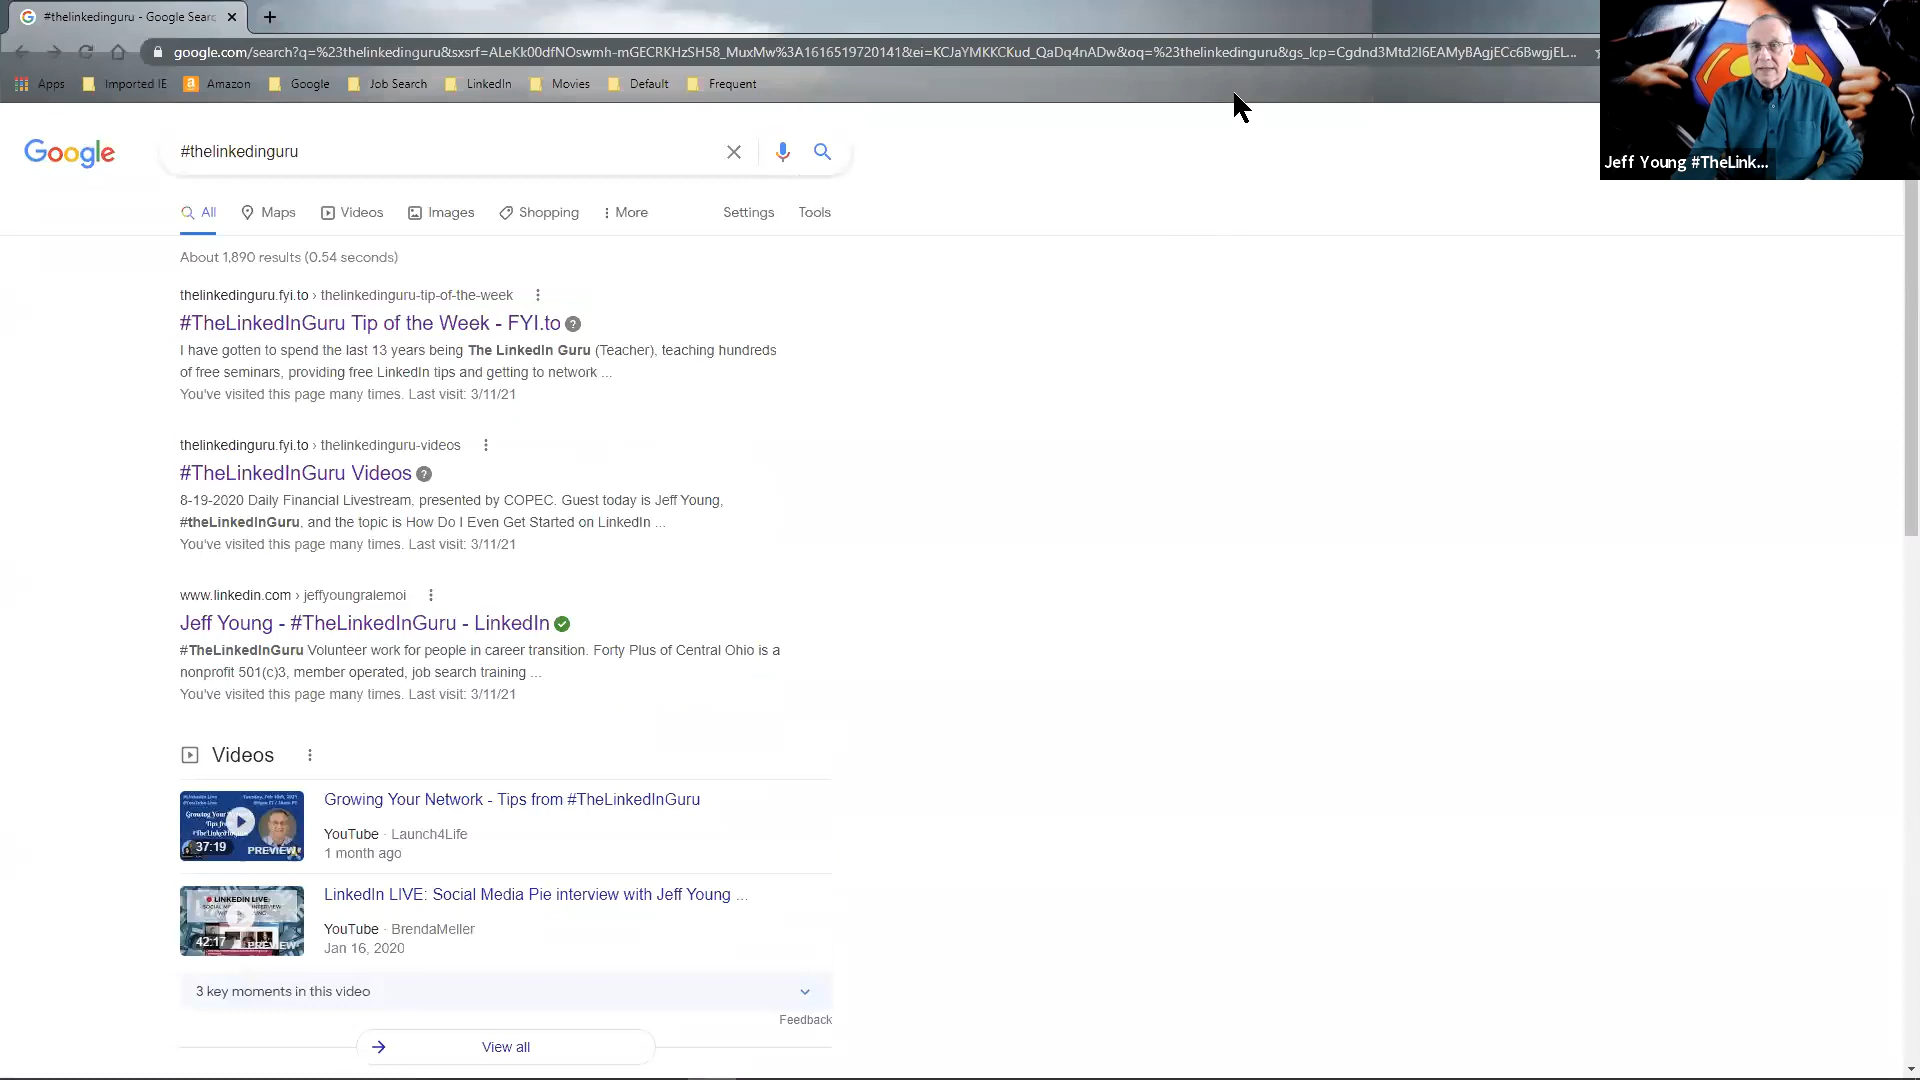 #thelinkedinguru - Google Searc
google.com/search?q=%23thelinkedinguru&sxsrf=ALeKk00dfNOswmh-mGECRKHzSH58_MuxMw%3A1616519720141&ei=KCJaYMKKCKud_QaDq4nADw&oq=%23thelinkedinguru&gs_lcp=Cgdnd3Mtd2l6EAMyBAgjECc6BwgjEL...
Apps Imported IE Amazon Google Job Search LinkedIn Movies Default Frequent
Jeff Young #TheLink...
Google
#thelinkedinguru
All Maps Videos Images Shopping More Settings Tools
About 1,890 results (0.54 seconds)
thelinkedinguru.fyi.to › thelinkedinguru-tip-of-the-week
#TheLinkedInGuru Tip of the Week - FYI.to
I have gotten to spend the last 13 years being The LinkedIn Guru (Teacher), teaching hundreds
of free seminars, providing free LinkedIn tips and getting to network ...
You've visited this page many times. Last visit: 3/11/21
thelinkedinguru.fyi.to › thelinkedinguru-videos
#TheLinkedInGuru Videos
8-19-2020 Daily Financial Livestream, presented by COPEC. Guest today is Jeff Young,
#theLinkedInGuru, and the topic is How Do I Even Get Started on LinkedIn ...
You've visited this page many times. Last visit: 3/11/21
www.linkedin.com › jeffyoungralemoi
Jeff Young - #TheLinkedInGuru - LinkedIn
#TheLinkedInGuru Volunteer work for people in career transition. Forty Plus of Central Ohio is a
nonprofit 501(c)3, member operated, job search training ...
You've visited this page many times. Last visit: 3/11/21
Videos
Growing Your Network - Tips from #TheLinkedInGuru
YouTube · Launch4Life
1 month ago
37:19
PREVIEW
LinkedIn LIVE: Social Media Pie interview with Jeff Young ...
YouTube · BrendaMeller
Jan 16, 2020
LINKEDIN LIVE:
42:17
PREVIEW
3 key moments in this video
Feedback
View all